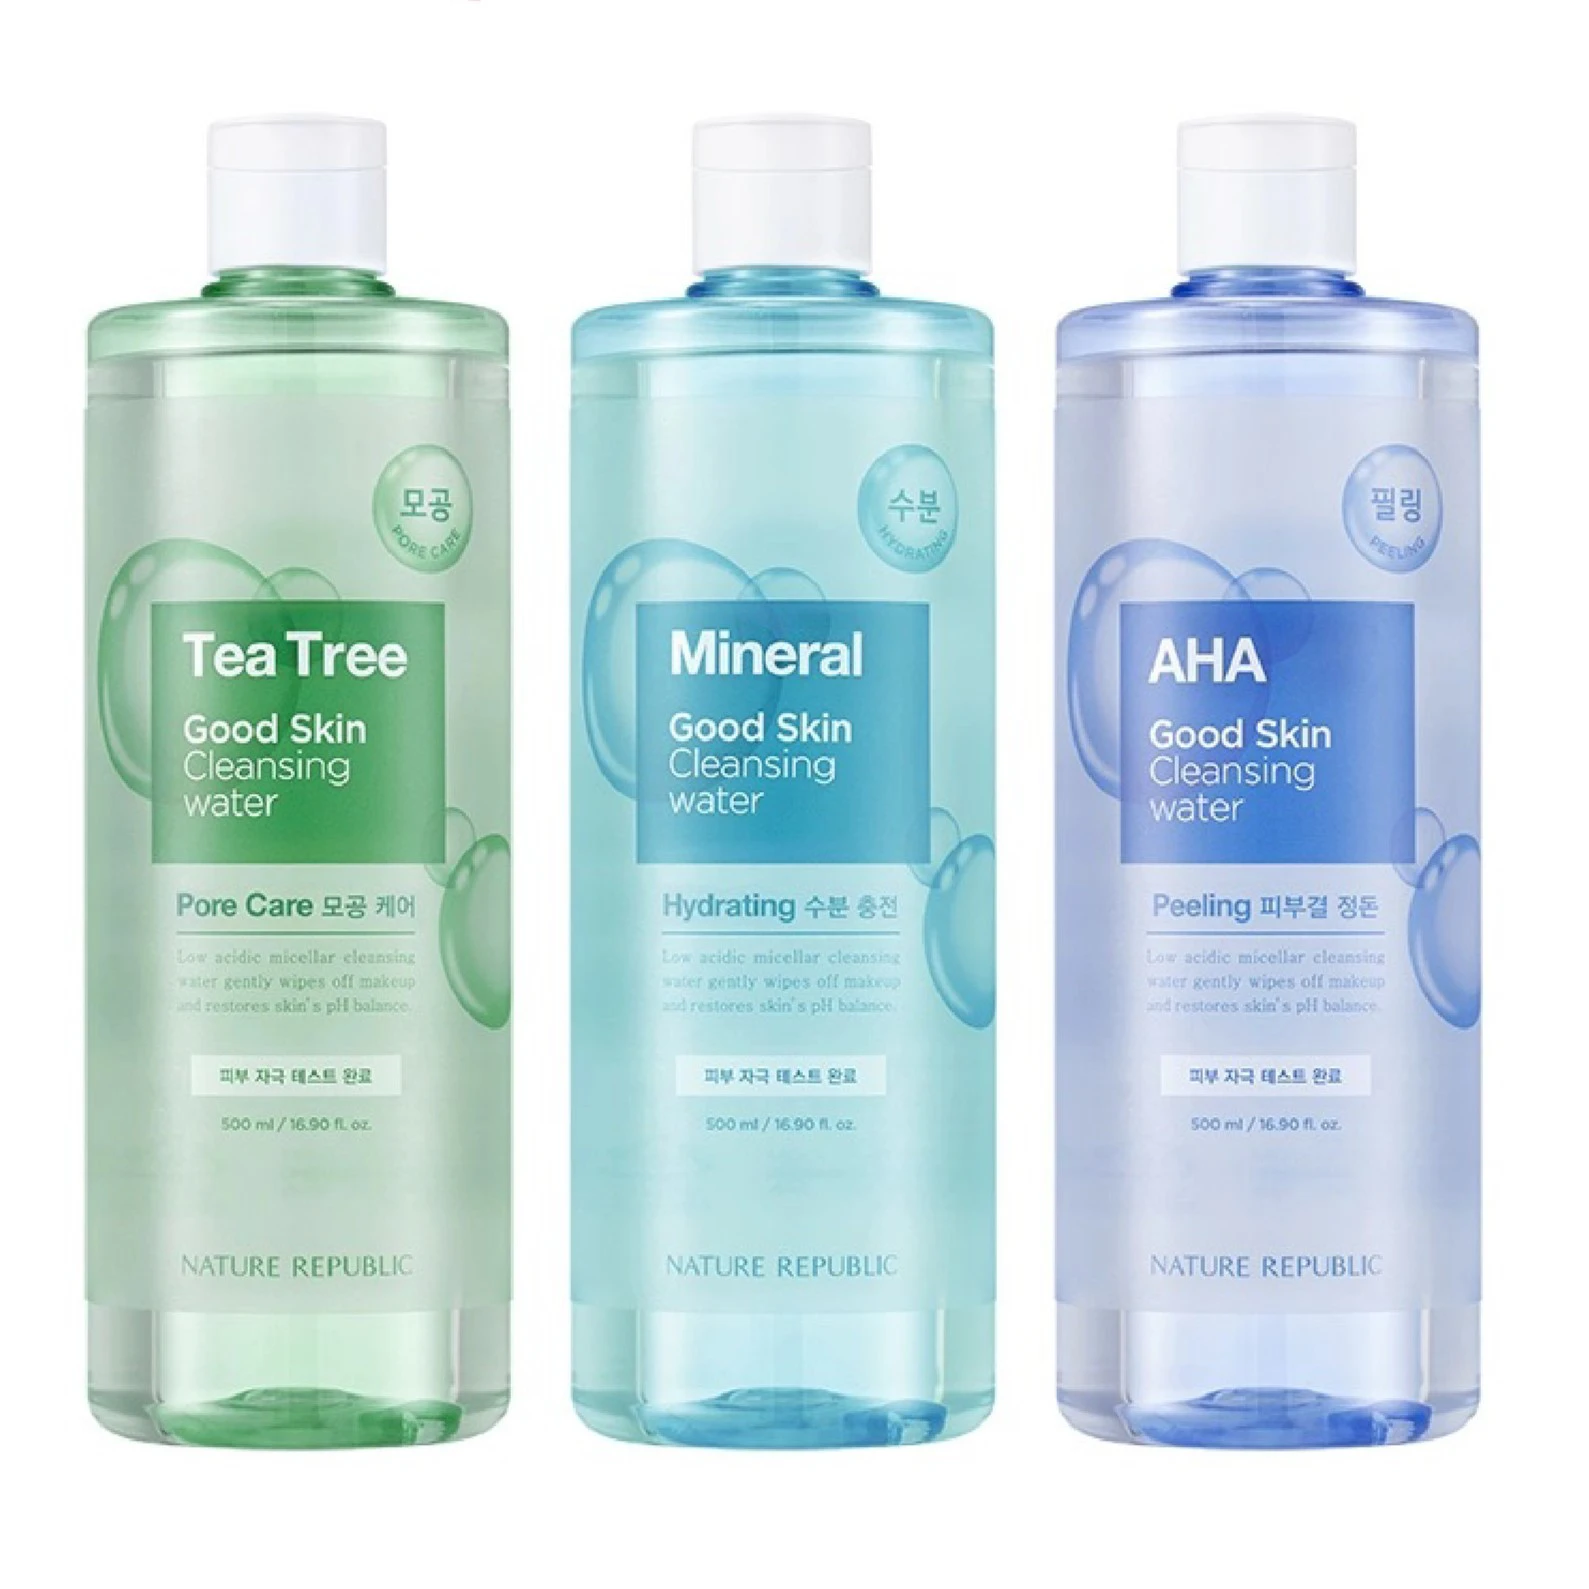 모공
PORE CARE
Tea Tree
Good Skin
Cleansing
water
Pore Care 모공 케어
Low acidic micellar cleansing
water gently wipes off makeup
and restores skin's pH balance.
피부 자극 테스트 완료
500 ml / 16.90 fl. oz.
NATURE REPUBLIC
수분
HYDRATING
Mineral
Good Skin
Cleansing
water
Hydrating 수분 충전
Low acidic micellar cleansing
water gently wipes off makeup
and restores skin's pH balance.
피부 자극 테스트 완료
500 ml / 16.90 fl. oz.
NATURE REPUBLIC
필링
PEELING
AHA
Good Skin
Cleansing
water
Peeling 피부결 정돈
Low acidic micellar cleansing
water gently wipes off makeup
and restores skin's pH balance.
피부 자극 테스트 완료
500 ml / 16.90 fl. oz.
NATURE REPUBLIC